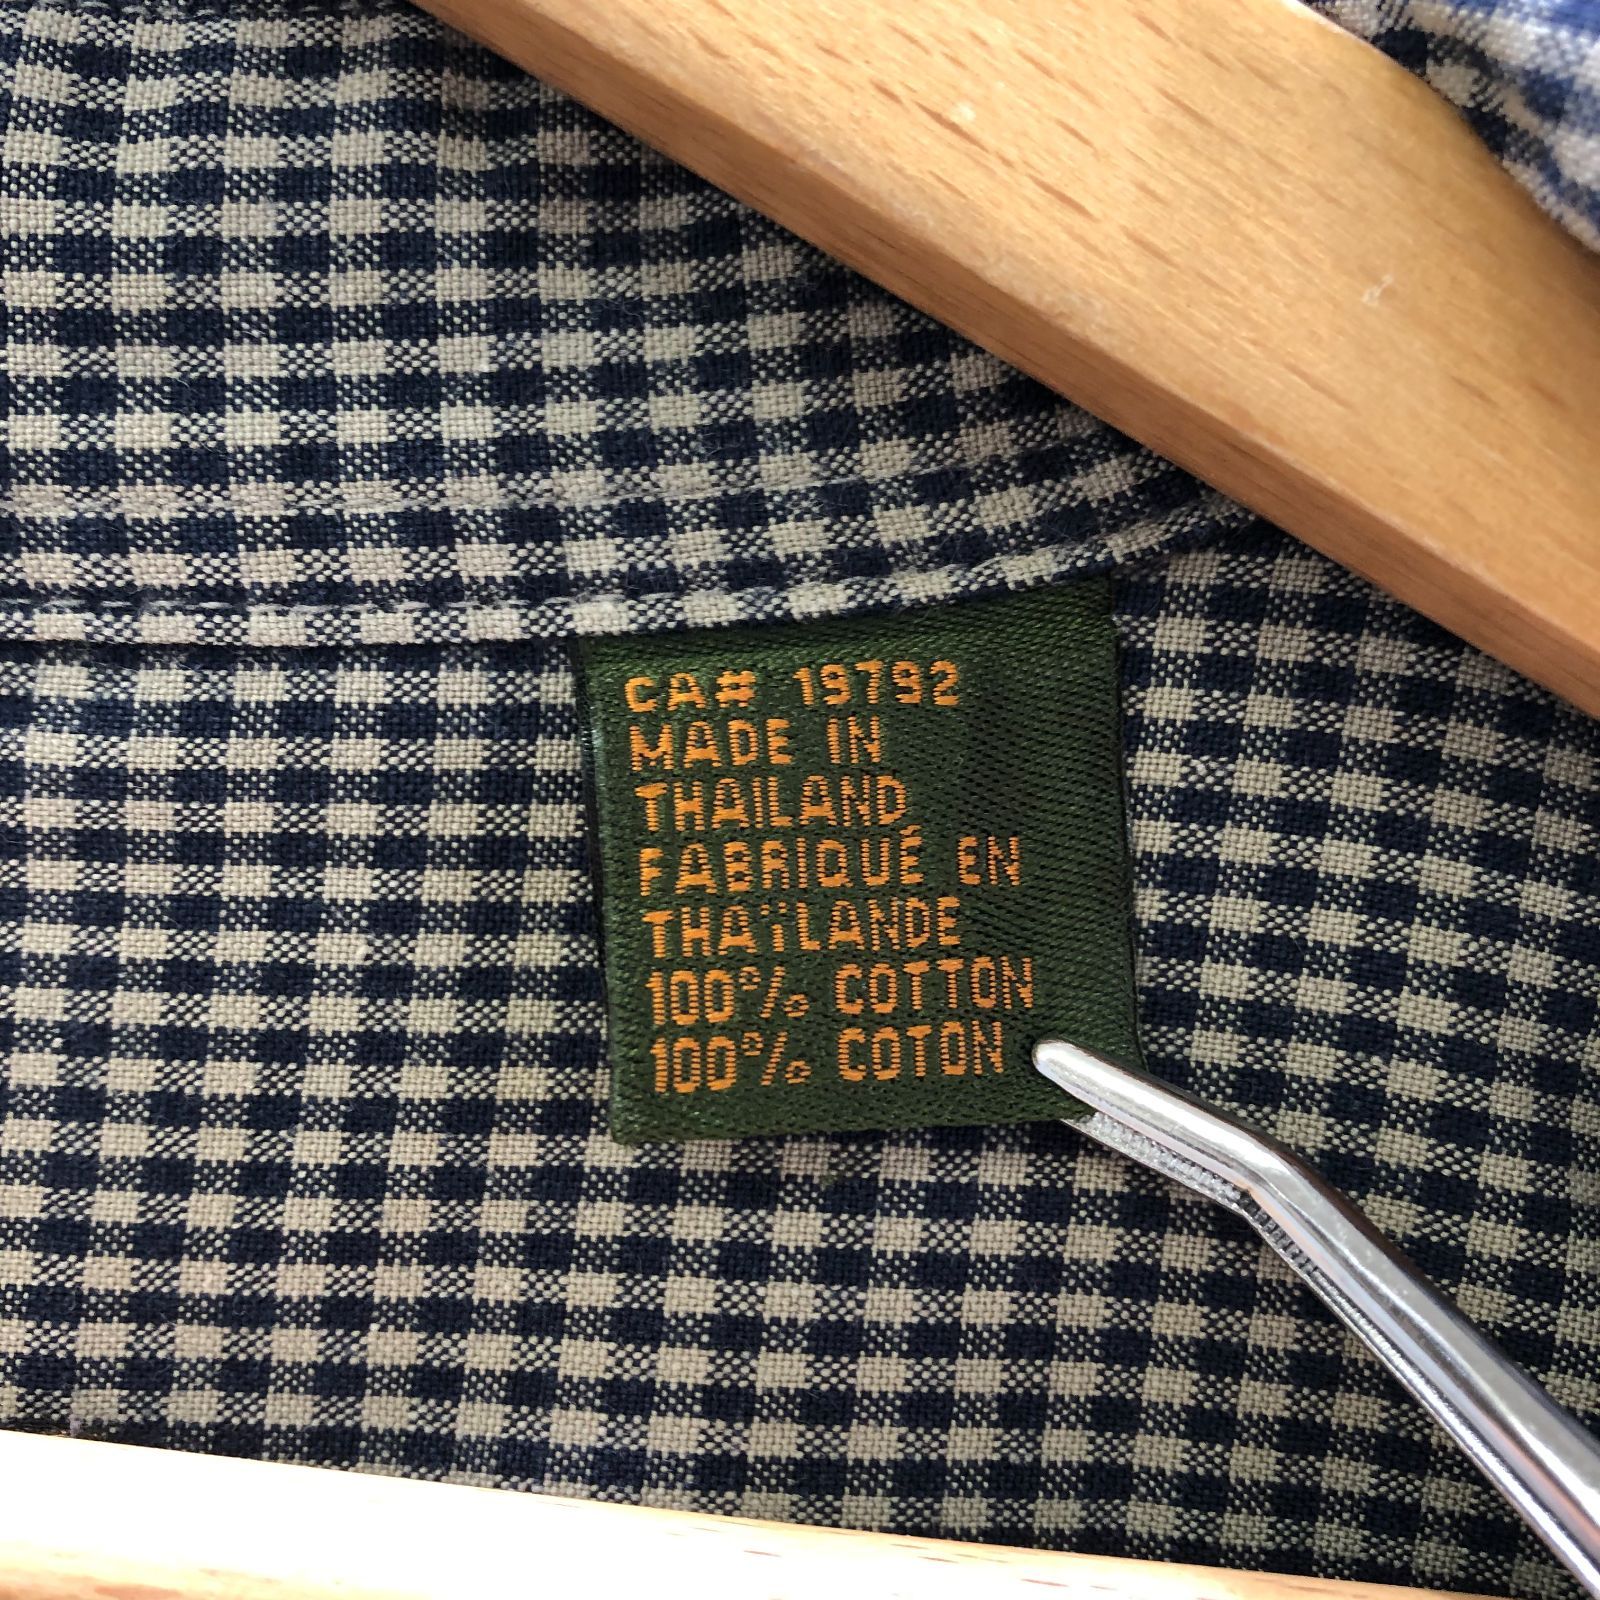 CA# 19792
MADE IN
THAILAND
FABRIQUÉ EN
THAÏLANDE
100% COTTON
100% COTON